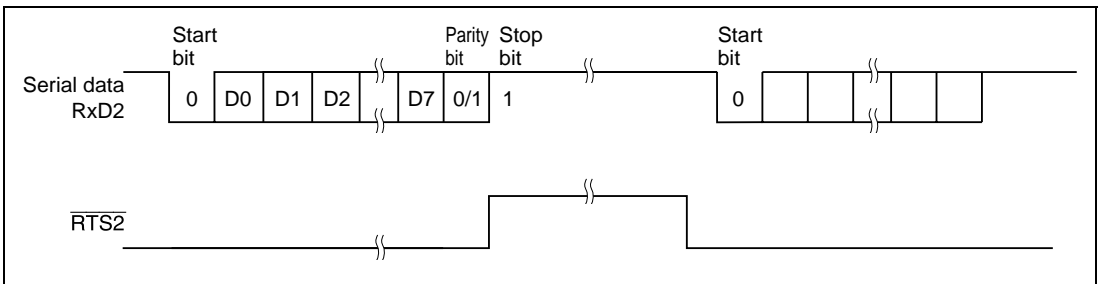 Start
bit
Parity
bit
Stop
bit
Start
bit
Serial data
RxD2
0 D0 D1 D2 D7 0/1 1 0
RTS2